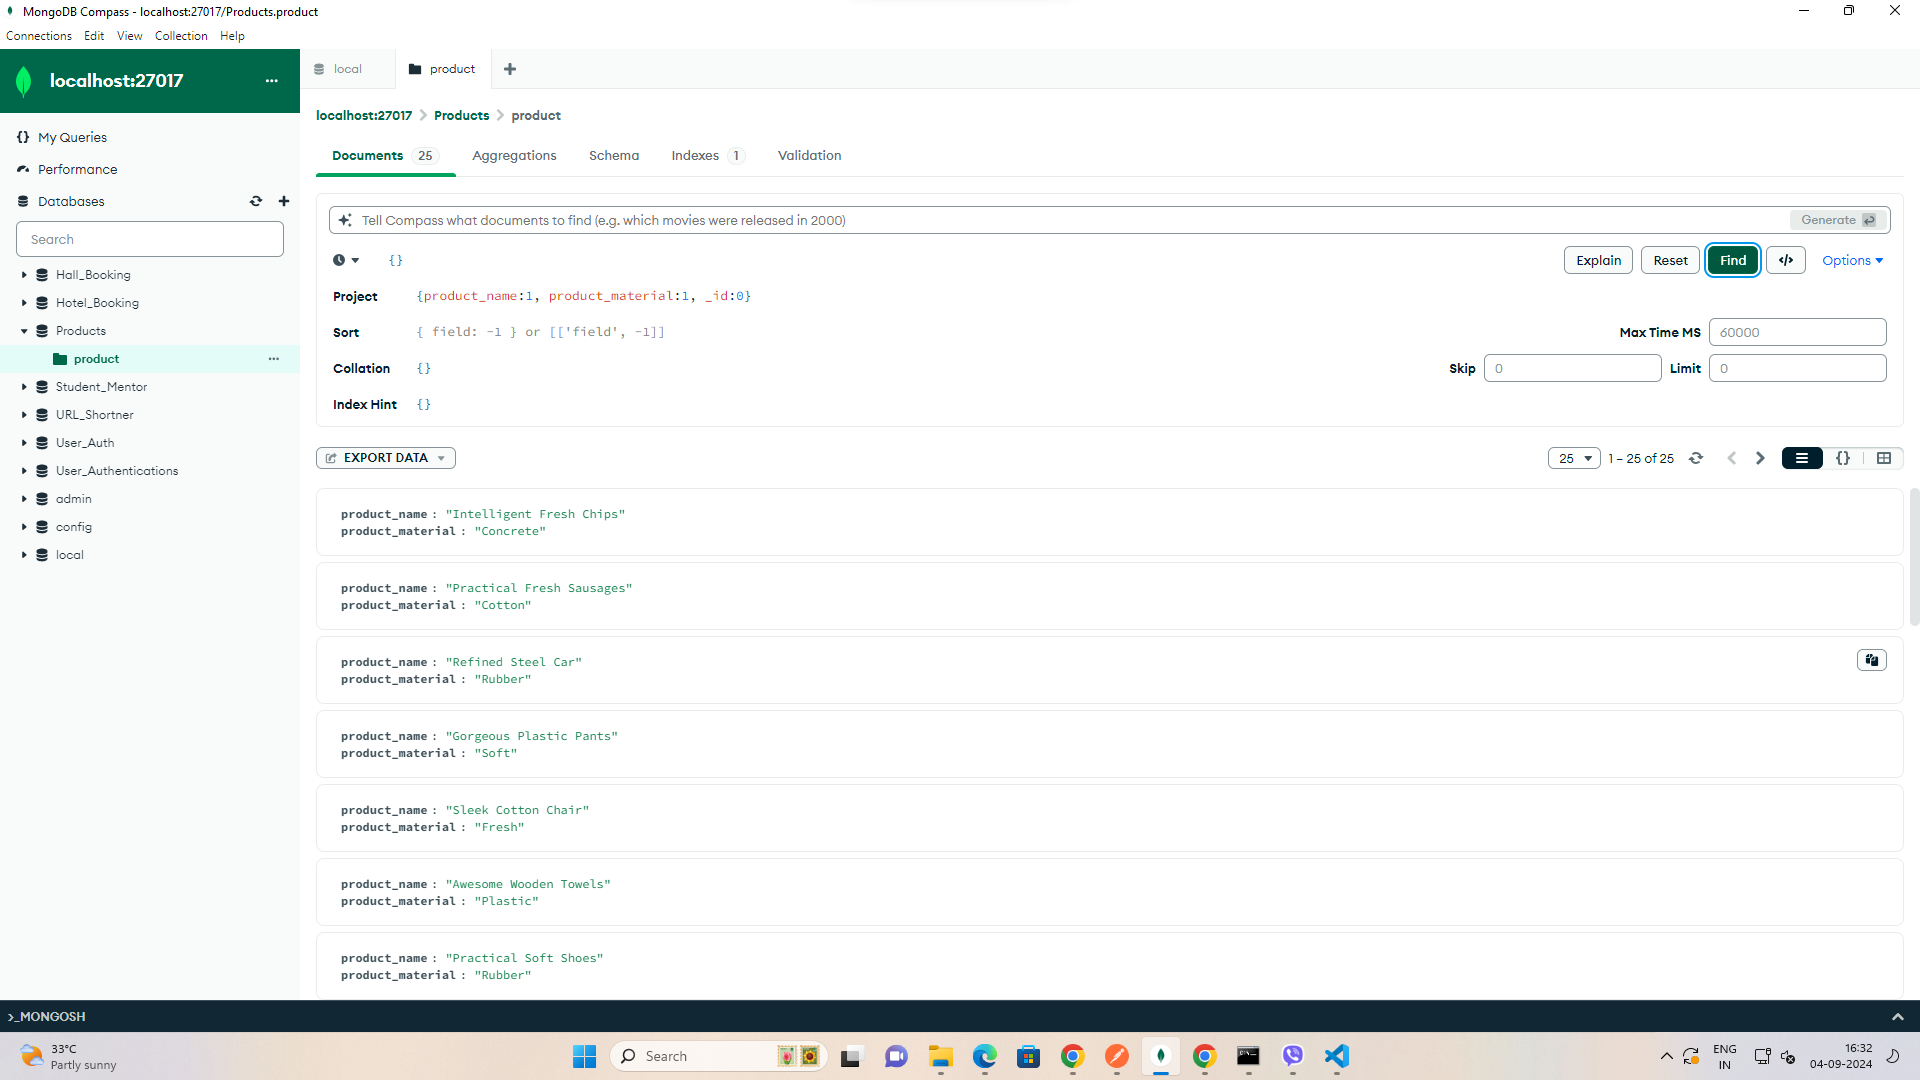 MongoDB Compass - localhost:27017/Products.product
Connections Edit View Collection Help
localhost:27017 ...
local product +
localhost:27017 > Products > product
My Queries
Performance
Databases
Search
Hall_Booking
Hotel_Booking
Products
product ...
Student_Mentor
URL_Shortner
User_Auth
User_Authentications
admin
config
local
Documents 25 Aggregations Schema Indexes 1 Validation
Tell Compass what documents to find (e.g. which movies were released in 2000) Generate
{} Explain Reset Find </> Options
Project {product_name:1, product_material:1, _id:0}
Sort { field: -1 } or [['field', -1]] Max Time MS 60000
Collation {} Skip 0 Limit 0
Index Hint {}
EXPORT DATA 25 1 – 25 of 25 {}
product_name : "Intelligent Fresh Chips"
product_material : "Concrete"
product_name : "Practical Fresh Sausages"
product_material : "Cotton"
product_name : "Refined Steel Car"
product_material : "Rubber"
product_name : "Gorgeous Plastic Pants"
product_material : "Soft"
product_name : "Sleek Cotton Chair"
product_material : "Fresh"
product_name : "Awesome Wooden Towels"
product_material : "Plastic"
product_name : "Practical Soft Shoes"
product_material : "Rubber"
>_MONGOSH
33°C
Partly sunny
Search
ENG
IN
16:32
04-09-2024